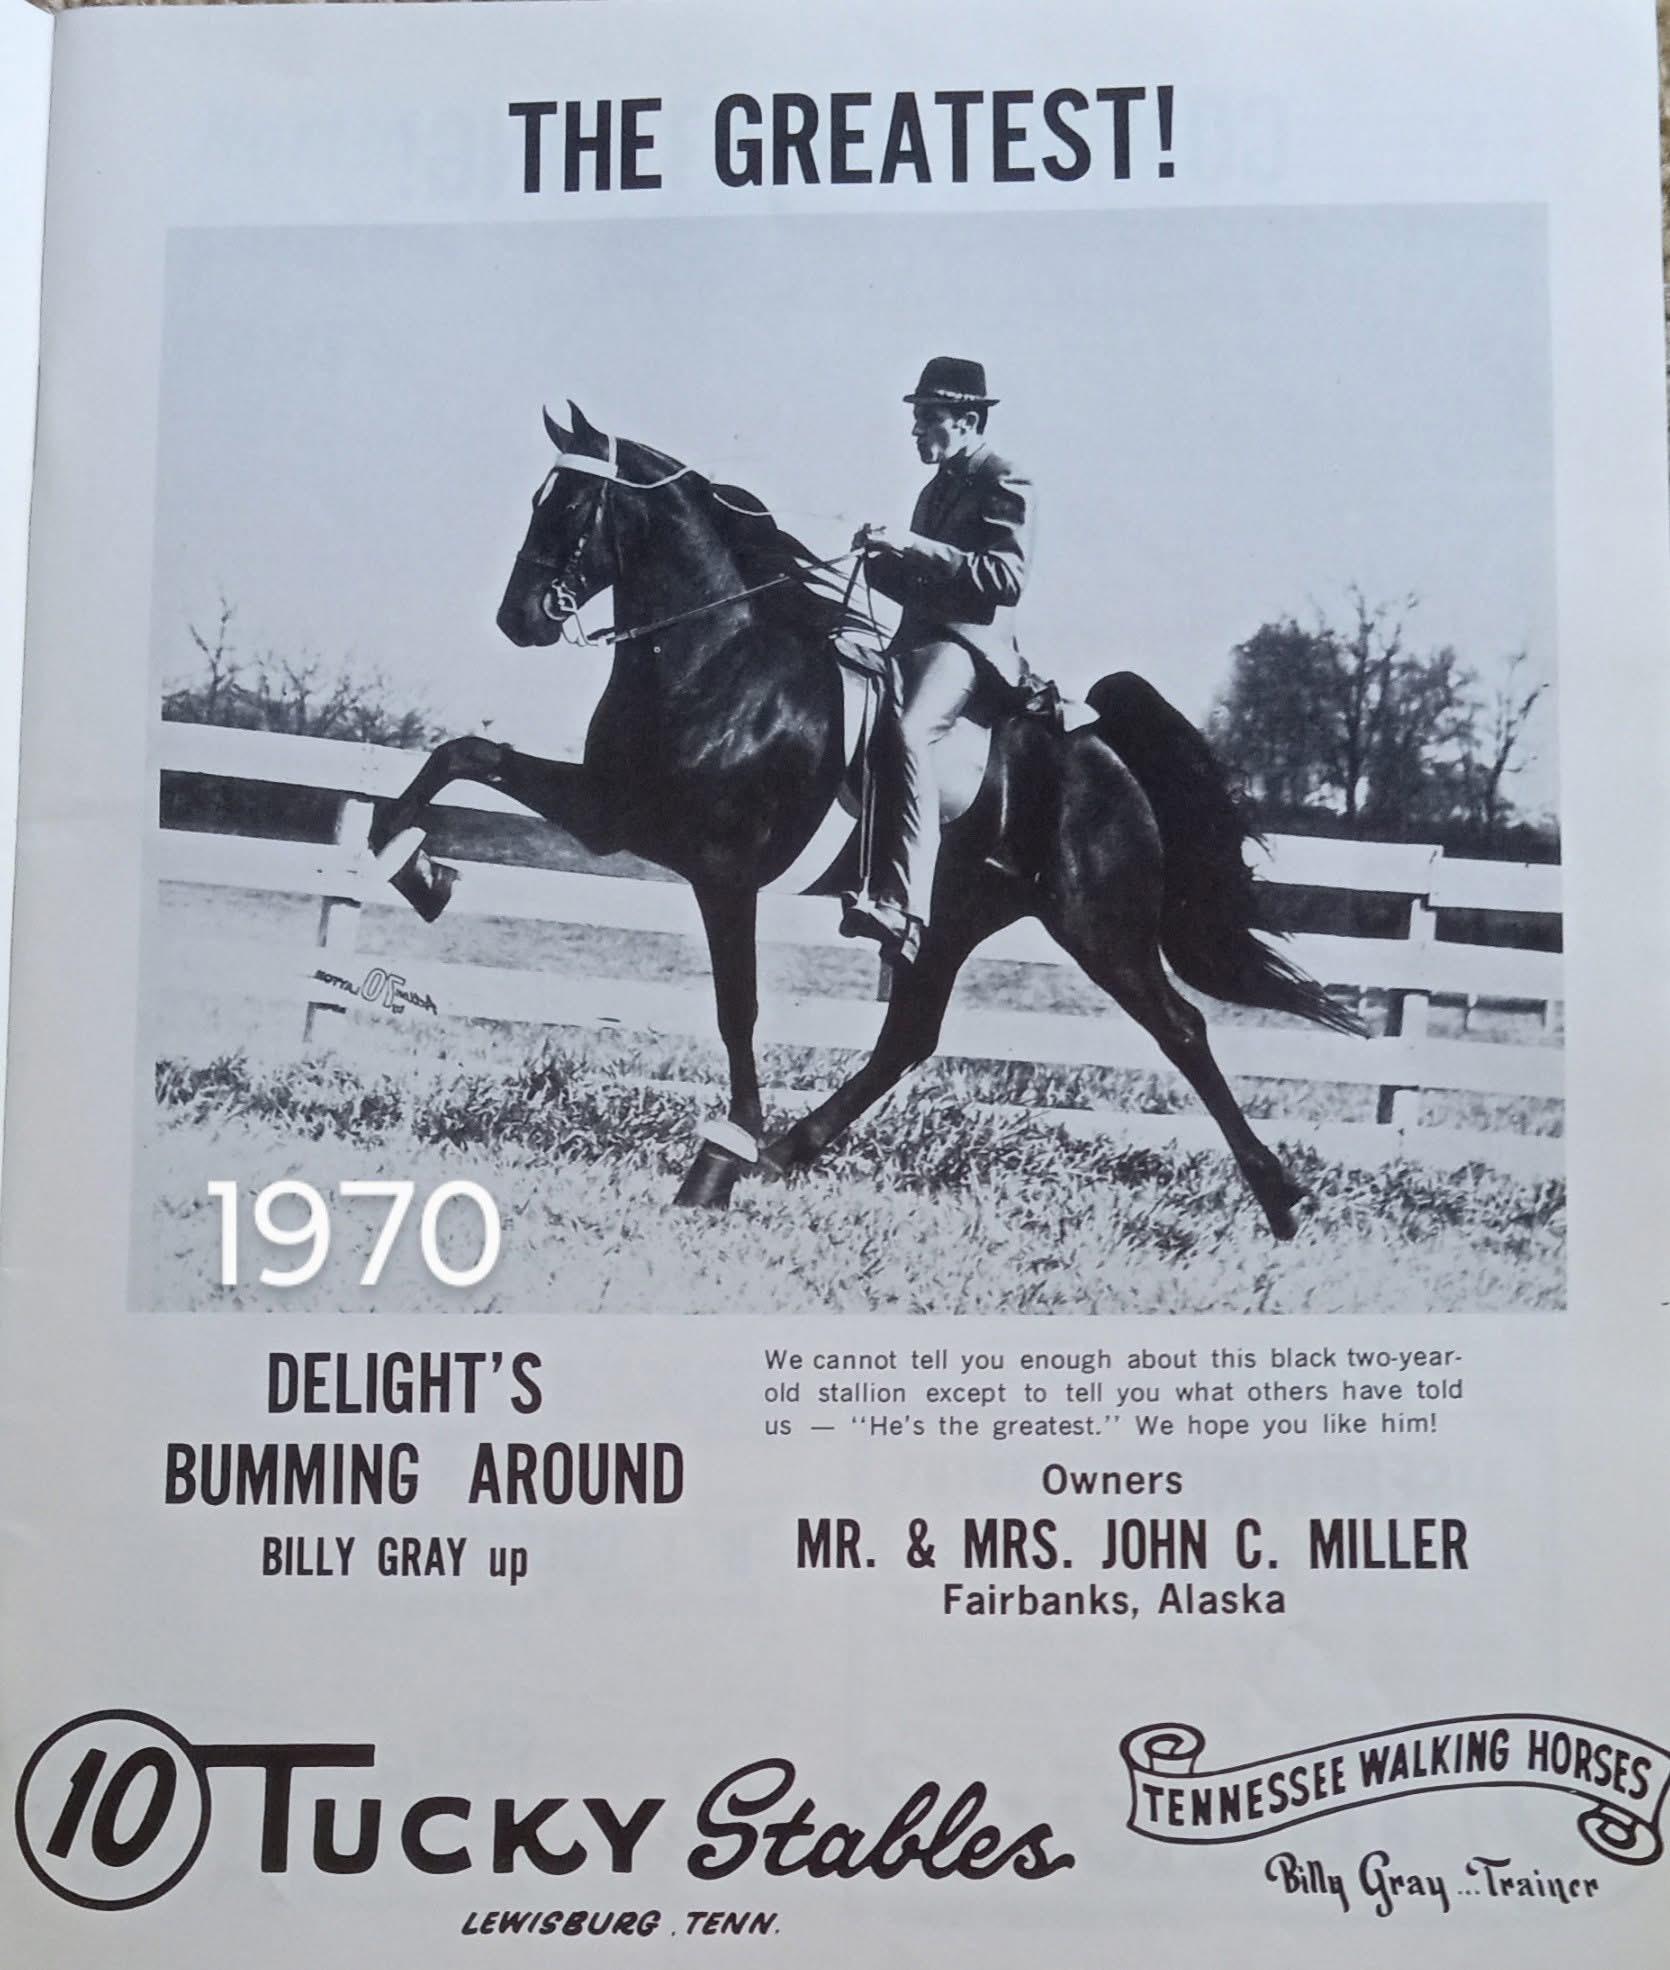 THE GREATEST!
1970
DELIGHT'S
BUMMING AROUND
BILLY GRAY up
We cannot tell you enough about this black two-year-
old stallion except to tell you what others have told
us — "He's the greatest." We hope you like him!
Owners
MR. & MRS. JOHN C. MILLER
Fairbanks, Alaska
10 TUCKY Stables
LEWISBURG, TENN.
TENNESSEE WALKING HORSES
Billy Gray ... Trainer